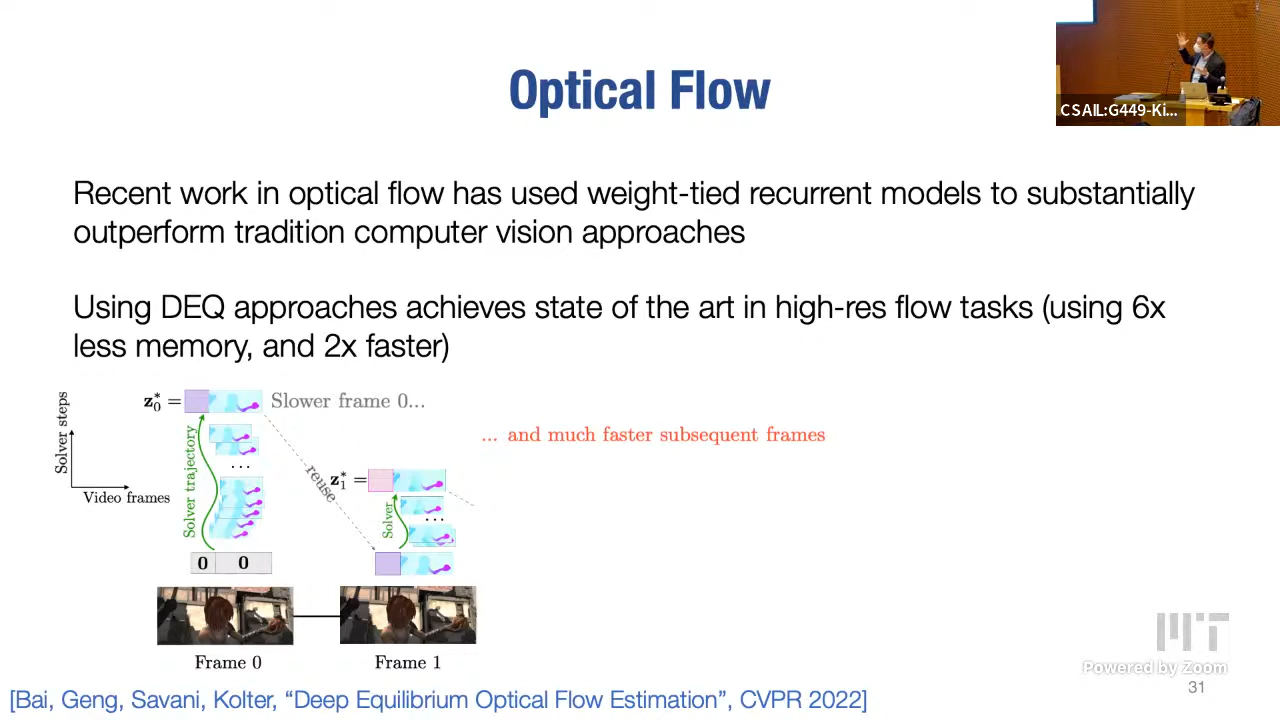 Optical Flow
CSAIL:G449-Ki...
Recent work in optical flow has used weight-tied recurrent models to substantially
outperform tradition computer vision approaches
Using DEQ approaches achieves state of the art in high-res flow tasks (using 6x
less memory, and 2x faster)
Solver steps
Video frames
z*0 =
Slower frame 0...
Solver trajectory
...
0 0
reuse
... and much faster subsequent frames
z*1 =
Solver
...
Frame 0
Frame 1
MIT
Powered by Zoom
31
[Bai, Geng, Savani, Kolter, “Deep Equilibrium Optical Flow Estimation”, CVPR 2022]